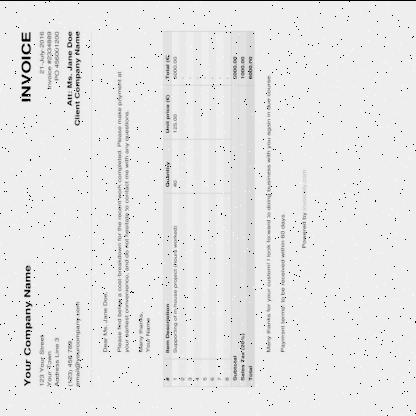 Your Company Name
INVOICE
123 Your Street
Your Town
Address Line 3
21-July-2016
Invoice #2334889
PO 456001200
(123) 456 789
email@yourcompany.com
Att: Ms. Jane Doe
Client Company Name
Dear Ms. Jane Doe,
Please find below a cost-breakdown for the recent work completed. Please make payment at
your earliest convenience, and do not hesitate to contact me with any questions.
Many thanks,
Your Name
# Item Description Quantity Unit price (€) Total (€)
1 Supporting of in-house project (hours worked) 40 125.00 5000.00
2
3
4
5
6
7
8
Subtotal 5000.00
Sales Tax (20%) 1000.00
Total 6000.00
Many thanks for your custom! I look forward to doing business with you again in due course.
Payment terms: to be received within 60 days.
Powered by